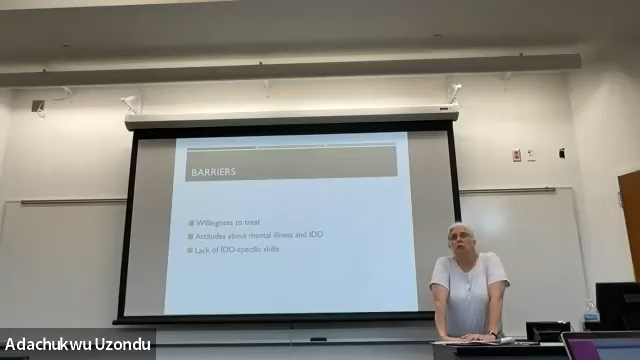 BARRIERS
Willingness to treat
Attitudes about mental illness and IDD
Lack of IDD-specific skills
Adachukwu Uzondu